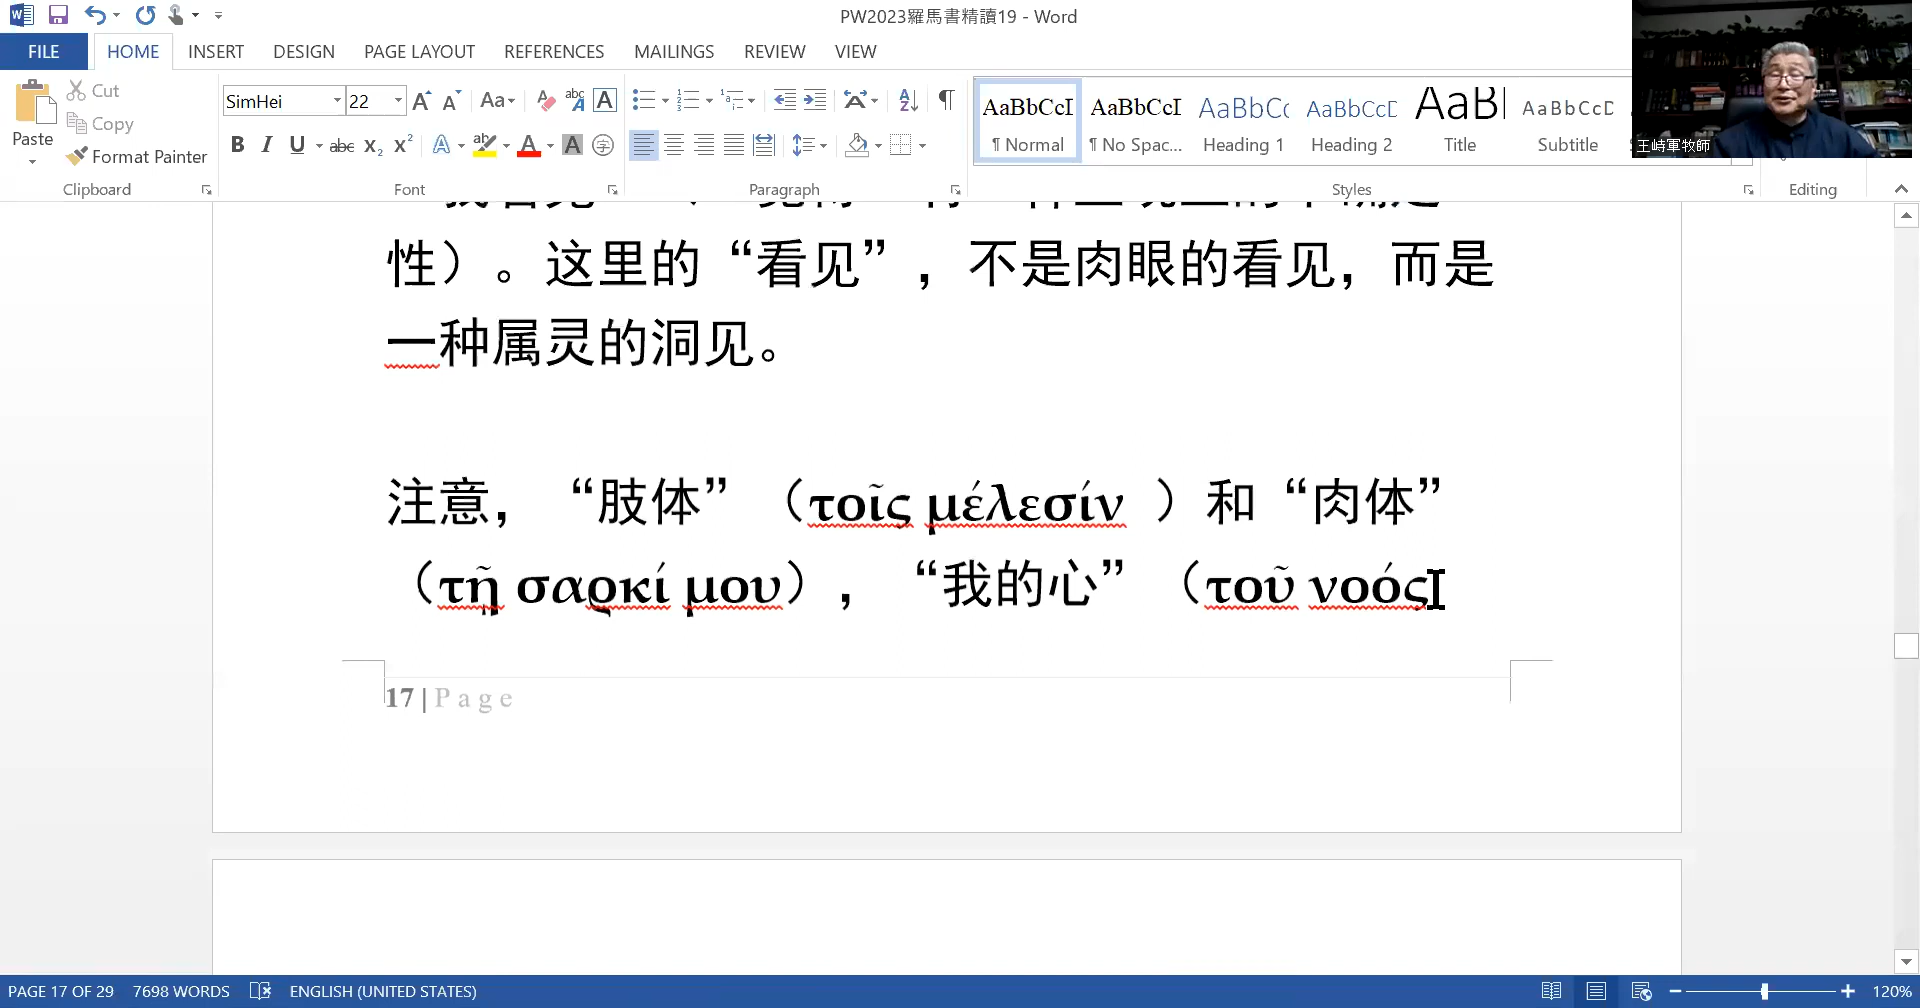 PW2023羅馬書精讀19 - Word
FILE HOME INSERT DESIGN PAGE LAYOUT REFERENCES MAILINGS REVIEW VIEW
Paste
Cut
Copy
Format Painter
Clipboard
SimHei 22
Font
Paragraph
AaBbCcI AaBbCcI AaBbCc AaBbCcD AaBl AaBbCcD
¶ Normal ¶ No Spac... Heading 1 Heading 2 Title Subtitle
Styles
Editing
王峙軍牧師
性）。这里的“看见”，不是肉眼的看见，而是
一种属灵的洞见。
注意，“肢体”（τοῖς μέλεσίν ）和“肉体”
（τῇ σαρκί μου），“我的心”（τοῦ νοός
17 | Page
PAGE 17 OF 29 7698 WORDS ENGLISH (UNITED STATES) 120%